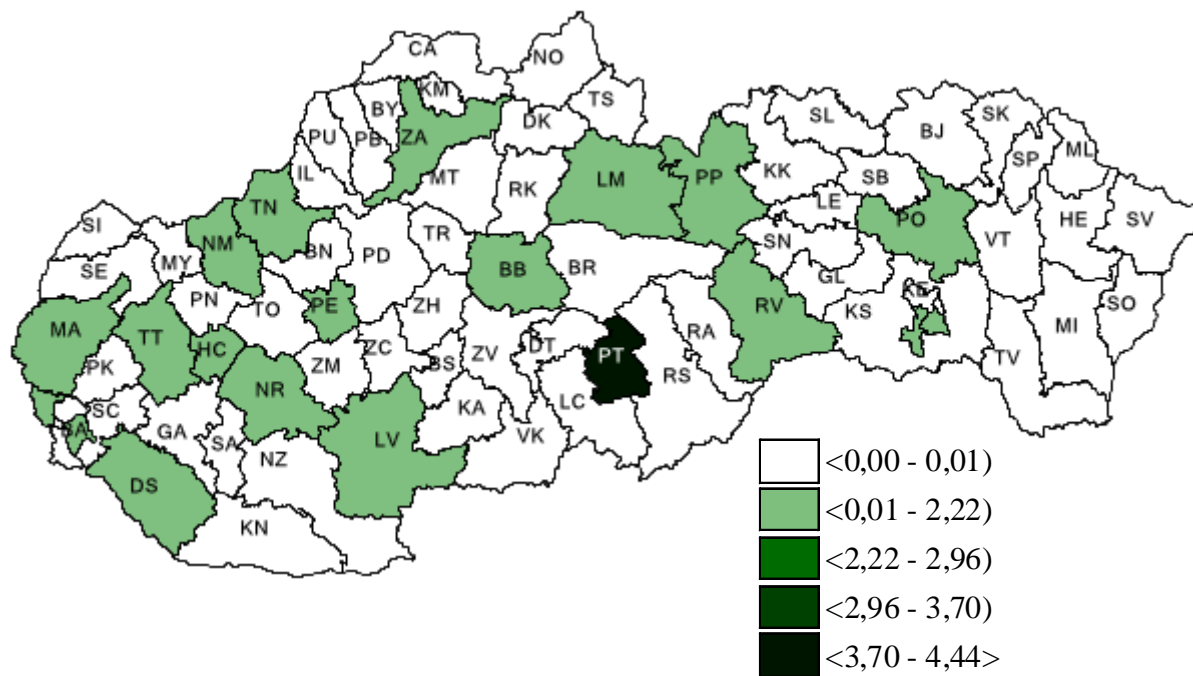 CA
NO
KM
TS
BY
PU
PB
ZA
DK
SL
BJ
SK
SP
ML
IL
MT
RK
LM
PP
KK
SB
LE
TN
PO
HE
SV
SI
NM
BN
PD
TR
SN
VT
SE
MY
BB
BR
GL
KE
PN
TO
PE
ZH
RV
KS
SO
MA
TT
HC
ZM
ZC
BS
ZV
DT
PT
RA
RS
TV
MI
PK
NR
SC
BA
GA
SA
NZ
LV
KA
VK
LC
DS
KN
<0,00 - 0,01)
<0,01 - 2,22)
<2,22 - 2,96)
<2,96 - 3,70)
<3,70 - 4,44>